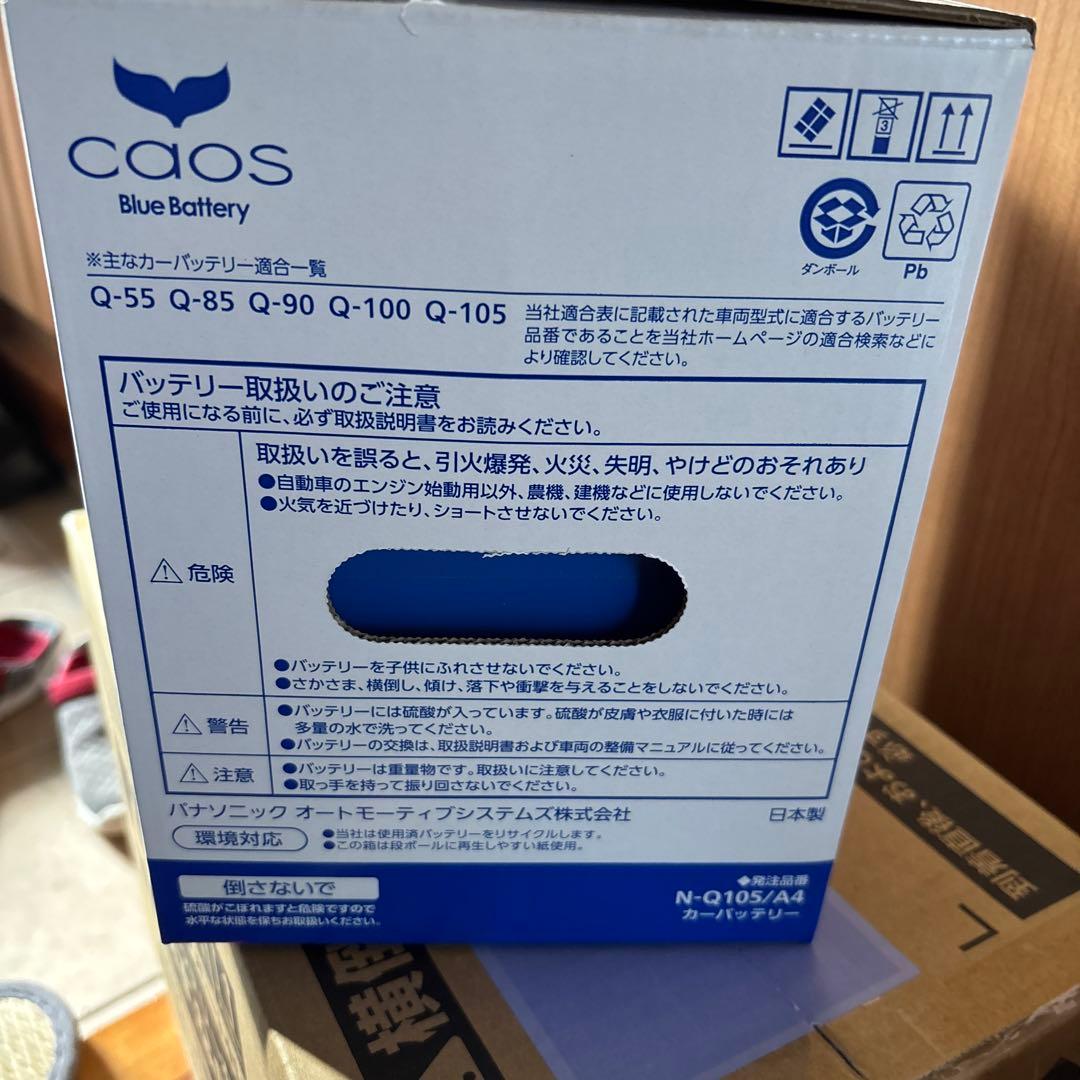 caos
Blue Battery
3
ダンボール
Pb
※主なカーバッテリー適合一覧
Q-55 Q-85 Q-90 Q-100 Q-105
当社適合表に記載された車両型式に適合するバッテリー
品番であることを当社ホームページの適合検索などに
より確認してください。
バッテリー取扱いのご注意
ご使用になる前に、必ず取扱説明書をお読みください。
危険
取扱いを誤ると、引火爆発、火災、失明、やけどのおそれあり
●自動車のエンジン始動用以外、農機、建機などに使用しないでください。
●火気を近づけたり、ショートさせないでください。
●バッテリーを子供にふれさせないでください。
●さかさま、横倒し、傾け、落下や衝撃を与えることをしないでください。
警告
●バッテリーには硫酸が入っています。硫酸が皮膚や衣服に付いた時には
多量の水で洗ってください。
●バッテリーの交換は、取扱説明書および車両の整備マニュアルに従ってください。
注意
●バッテリーは重量物です。取扱いに注意してください。
●取っ手を持って振り回さないでください。
パナソニック オートモーティブシステムズ株式会社
日本製
環境対応
●当社は使用済バッテリーをリサイクルします。
●この箱は段ボールに再生しやすい紙使用。
倒さないで
硫酸がこぼれますと危険ですので
水平な状態を保ちお取扱いください。
◆発注品番
N-Q105/A4
カーバッテリー
到着直後、およ
横